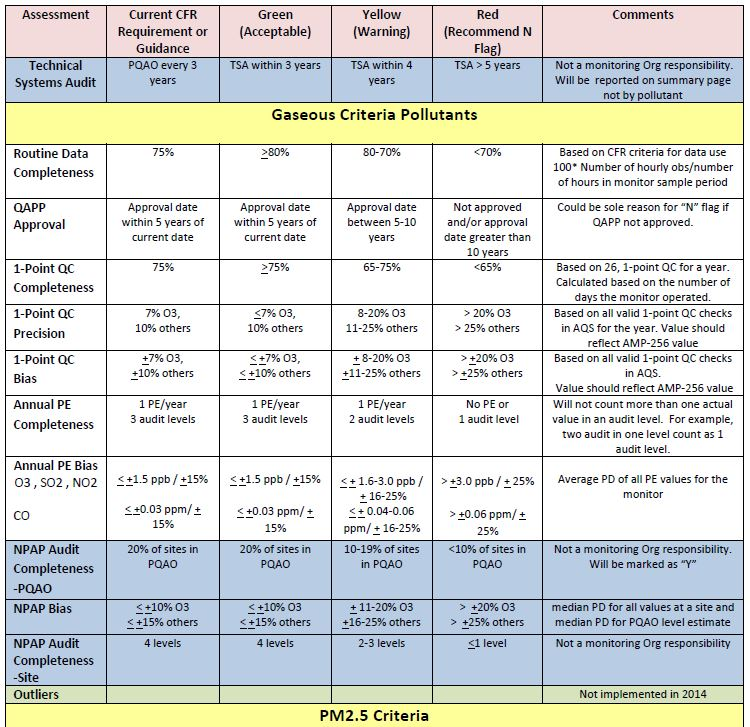 Assessment
Current CFR
Requirement or
Guidance
Green
(Acceptable)
Yellow
(Warning)
Red
(Recommend N
Flag)
Comments
Technical
Systems Audit
PQAO every 3
years
TSA within 3 years
TSA within 4
years
TSA > 5 years
Not a monitoring Org responsibility.
Will be reported on summary page
not by pollutant
Gaseous Criteria Pollutants
Routine Data
Completeness
75%
>80%
80-70%
<70%
Based on CFR criteria for data use
100* Number of hourly obs/number
of hours in monitor sample period
QAPP
Approval
Approval date
within 5 years of
current date
Approval date
within 5 years of
current date
Approval date
between 5-10
years
Not approved
and/or approval
date greater than
10 years
Could be sole reason for “N” flag if
QAPP not approved.
1-Point QC
Completeness
75%
>75%
65-75%
<65%
Based on 26, 1-point QC for a year.
Calculated based on the number of
days the monitor operated.
1-Point QC
Precision
7% O3,
10% others
<7% O3,
10% others
8-20% O3
11-25% others
> 20% O3
> 25% others
Based on all valid 1-point QC checks
in AQS for the year. Value should
reflect AMP-256 value
1-Point QC
Bias
+7% O3,
+10% others
< +7% O3,
< +10% others
+ 8-20% O3
+11-25% others
> +20% O3
> +25% others
Based on all valid 1-point QC checks
in AQS.
Value should reflect AMP-256 value
Annual PE
Completeness
1 PE/year
3 audit levels
1 PE/year
3 audit levels
1 PE/year
2 audit levels
No PE or
1 audit level
Will not count more than one actual
value in an audit level. For example,
two audit in one level count as 1
audit level.
Annual PE Bias
O3 , SO2 , NO2
CO
< +1.5 ppb / +15%
< +0.03 ppm/ +
15%
< +1.5 ppb / +15%
< +0.03 ppm/ +
15%
< + 1.6-3.0 ppb /
+ 16-25%
< + 0.04-0.06
ppm/ + 16-25%
> +3.0 ppb / + 25%
> +0.06 ppm/ +
25%
Average PD of all PE values for the
monitor
NPAP Audit
Completeness
-PQAO
20% of sites in
PQAO
20% of sites in
PQAO
10-19% of sites
in PQAO
<10% of sites in
PQAO
Not a monitoring Org responsibility.
Will be marked as “Y”
NPAP Bias
< +10% O3
< +15% others
< +10% O3
< +15% others
+ 11-20% O3
+16-25% others
> +20% O3
> +25% others
median PD for all values at a site and
median PD for PQAO level estimate
NPAP Audit
Completeness-
-Site
4 levels
4 levels
2-3 levels
<1 level
Not a monitoring Org responsibility
Outliers
Not implemented in 2014
PM2.5 Criteria